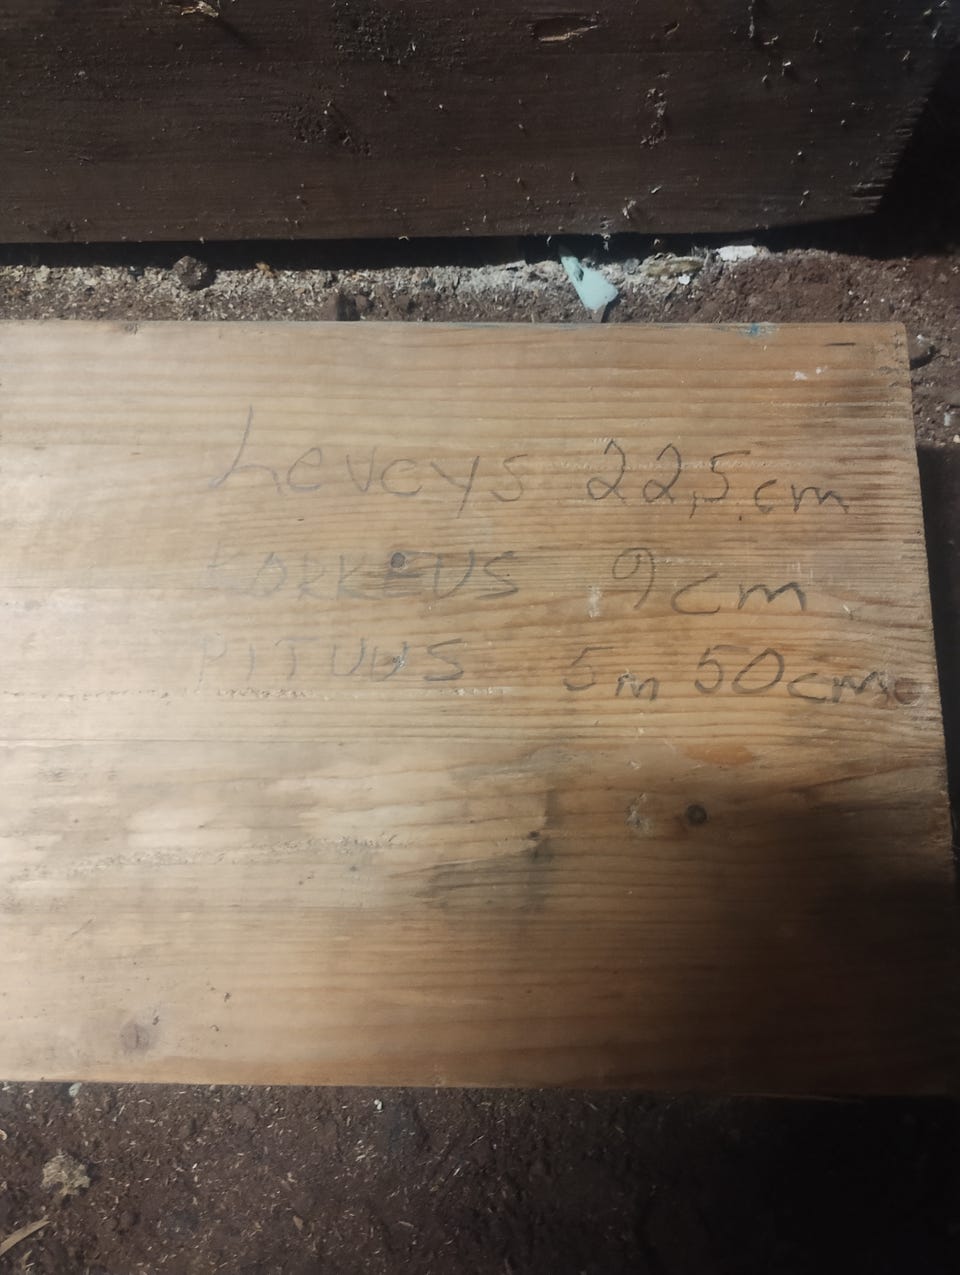 Leveys 22,5 cm
KORKEUS 9 cm
PITUUS 5m 50cm